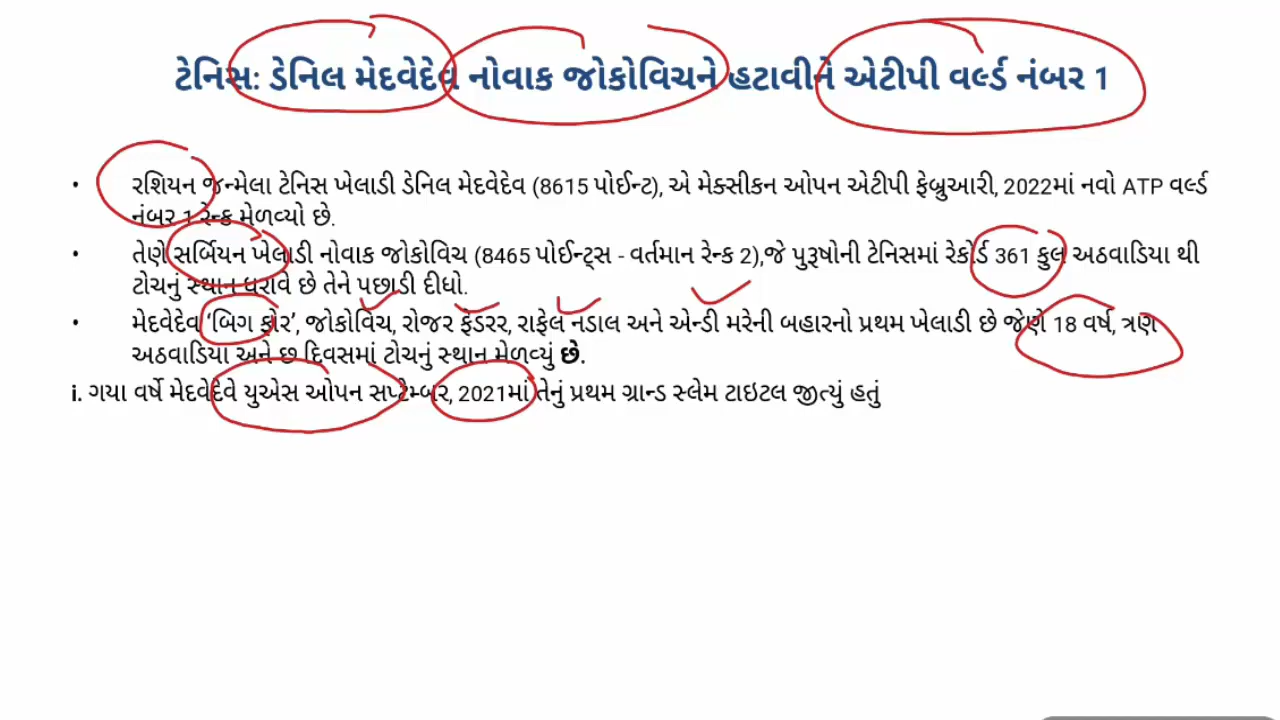 ટેનિસ: ડેનિલ મેદવેદેવ નોવાક જોકોવિચને હટાવીને એટીપી વર્લ્ડ નંબર 1
• રશિયન જન્મેલા ટેનિસ ખેલાડી ડેનિલ મેદવેદેવ (8615 પોઈન્ટ), એ મેક્સીકન ઓપન એટીપી ફેબ્રુઆરી, 2022માં નવો ATP વર્લ્ડ
નંબર 1 રેન્ક મેળવ્યો છે.
• તેણે સર્બિયન ખેલાડી નોવાક જોકોવિચ (8465 પોઈન્ટ્સ - વર્તમાન રેન્ક 2),જે પુરૂષોની ટેનિસમાં રેકોર્ડ 361 કુલ અઠવાડિયા થી
ટોચનું સ્થાન ધરાવે છે તેને પછાડી દીધો.
• મેદવેદેવ ‘બિગ ફોર’, જોકોવિચ, રોજર ફેડરર, રાફેલ નડાલ અને એન્ડી મરેની બહારનો પ્રથમ ખેલાડી છે જેણે 18 વર્ષ, ત્રણ
અઠવાડિયા અને છ દિવસમાં ટોચનું સ્થાન મેળવ્યું છે.
i. ગયા વર્ષે મેદવેદેવે યુએસ ઓપન સપ્ટેમ્બર, 2021માં તેનું પ્રથમ ગ્રાન્ડ સ્લેમ ટાઇટલ જીત્યું હતું